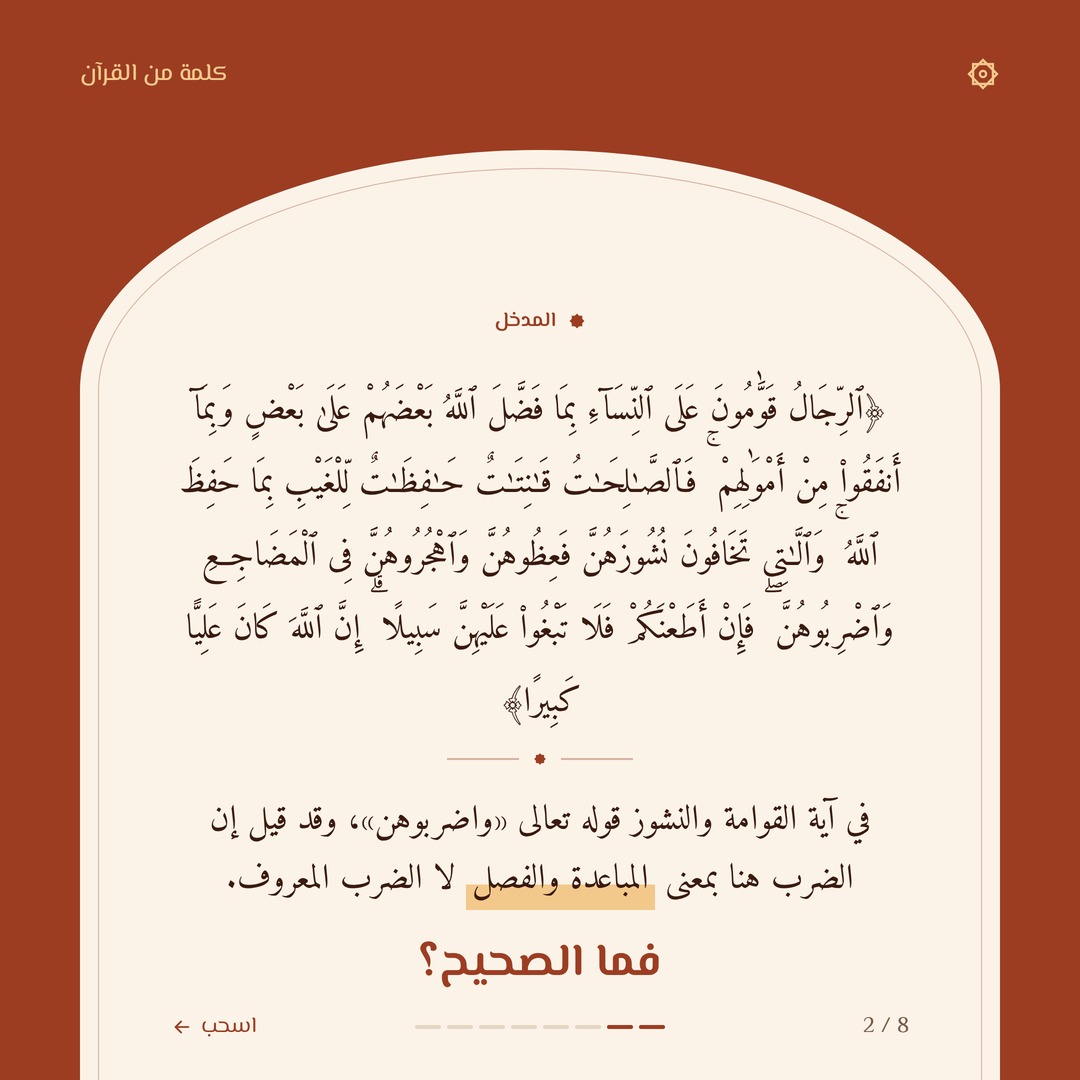 كلمة من القرآن
المدخل
﴿ٱلرِّجَالُ قَوَّٰمُونَ عَلَى ٱلنِّسَآءِ بِمَا فَضَّلَ ٱللَّهُ بَعْضَهُمْ عَلَىٰ بَعْضٍ وَبِمَآ
أَنفَقُوا۟ مِنْ أَمْوَٰلِهِمْ ۚ فَٱلصَّـٰلِحَـٰتُ قَـٰنِتَـٰتٌ حَـٰفِظَـٰتٌ لِّلْغَيْبِ بِمَا حَفِظَ
ٱللَّهُ ۚ وَٱلَّـٰتِى تَخَافُونَ نُشُوزَهُنَّ فَعِظُوهُنَّ وَٱهْجُرُوهُنَّ فِى ٱلْمَضَاجِعِ
وَٱضْرِبُوهُنَّ ۖ فَإِنْ أَطَعْنَكُمْ فَلَا تَبْغُوا۟ عَلَيْهِنَّ سَبِيلًا ۗ إِنَّ ٱللَّهَ كَانَ عَلِيًّا
كَبِيرًا﴾
في آية القوامة والنشوز قوله تعالى «واضربوهن»، وقد قيل إن
الضرب هنا بمعنى المباعدة والفصل لا الضرب المعروف.
فما الصحيح؟
2 / 8
اسحب ←